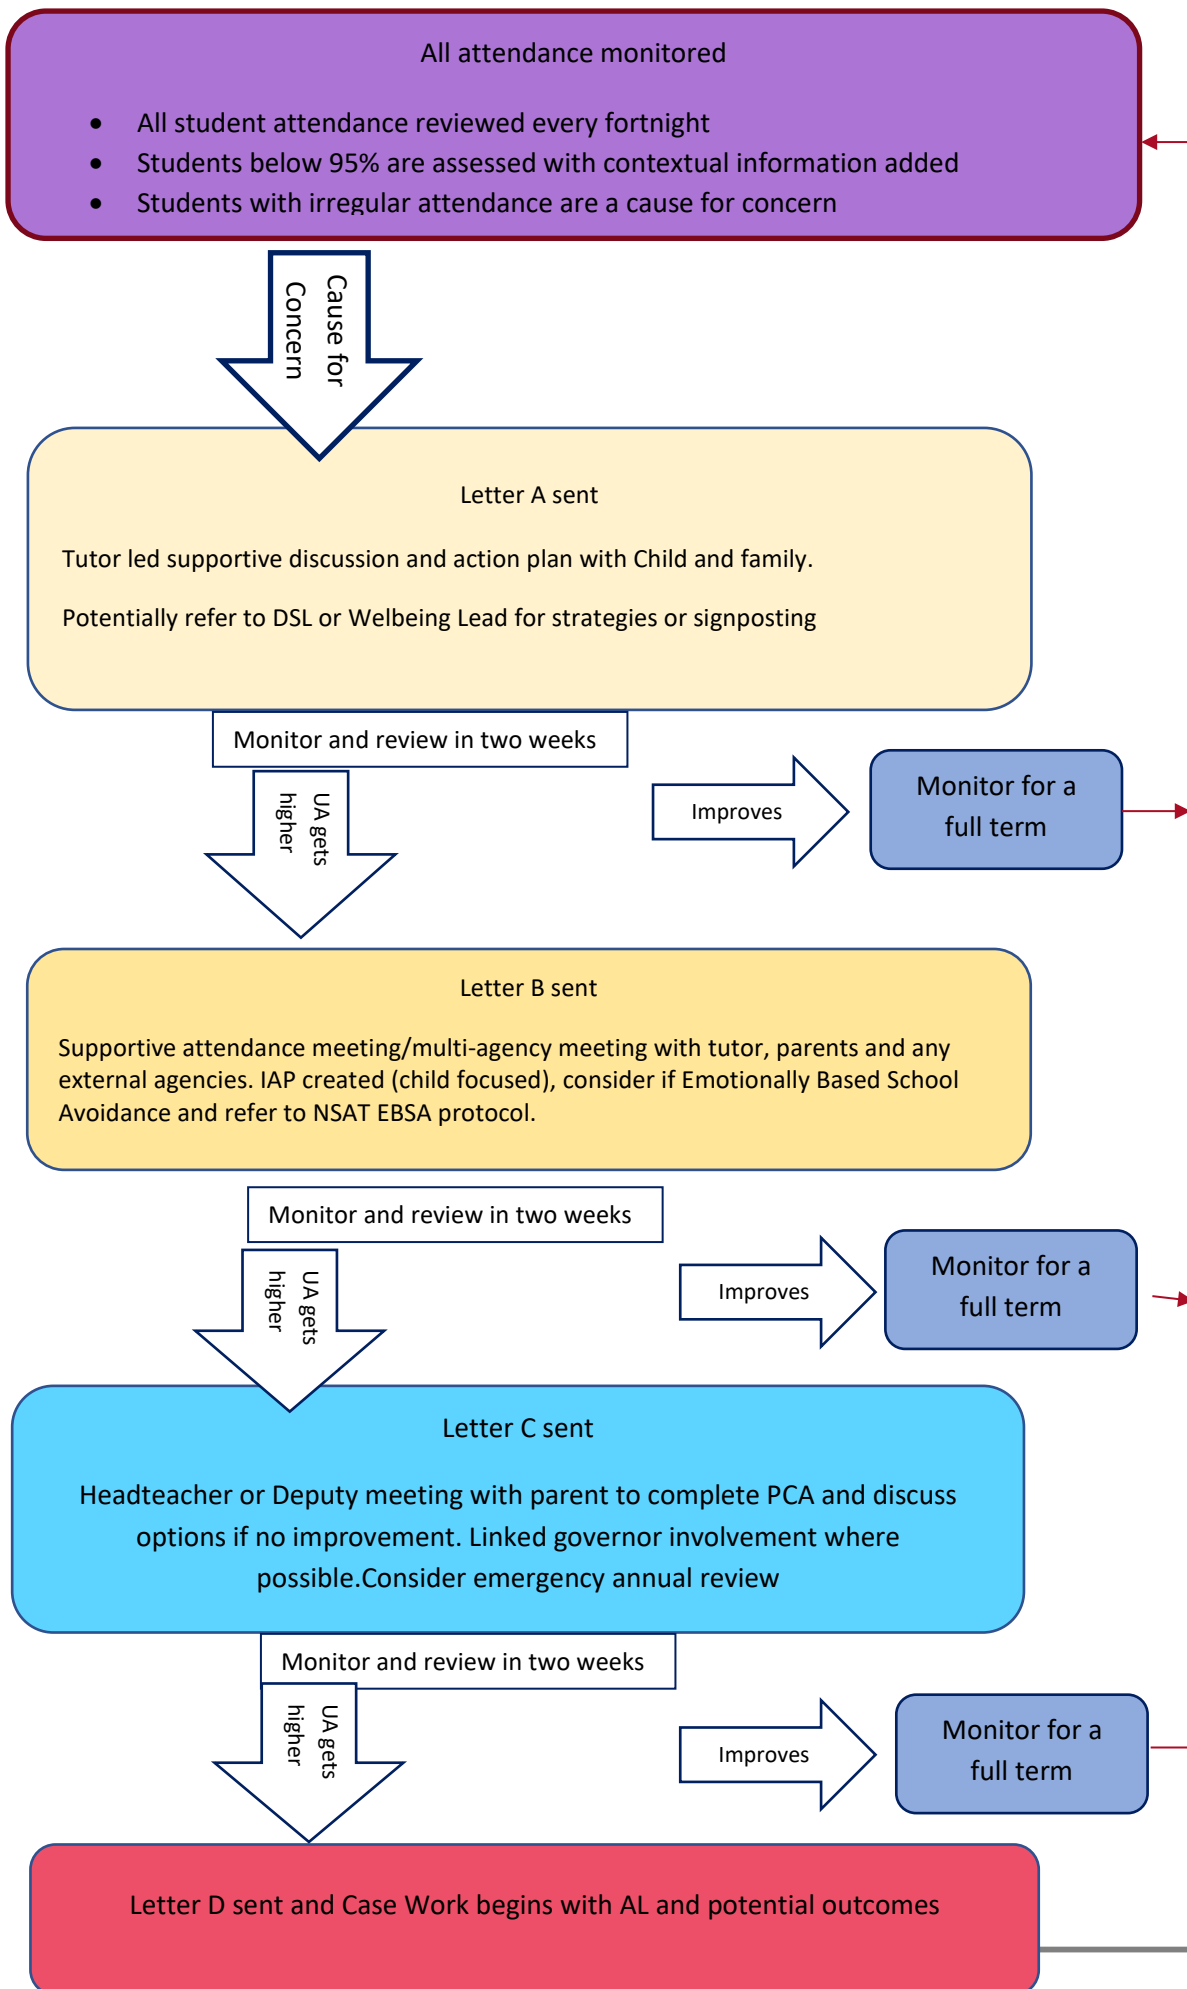 All attendance monitored
• All student attendance reviewed every fortnight
• Students below 95% are assessed with contextual information added
• Students with irregular attendance are a cause for concern
Cause for
Concern
Letter A sent
Tutor led supportive discussion and action plan with Child and family.
Potentially refer to DSL or Welbeing Lead for strategies or signposting
Monitor and review in two weeks
UA gets
higher
Improves
Monitor for a
full term
Letter B sent
Supportive attendance meeting/multi-agency meeting with tutor, parents and any
external agencies. IAP created (child focused), consider if Emotionally Based School
Avoidance and refer to NSAT EBSA protocol.
Monitor and review in two weeks
UA gets
higher
Improves
Monitor for a
full term
Letter C sent
Headteacher or Deputy meeting with parent to complete PCA and discuss
options if no improvement. Linked governor involvement where
possible.Consider emergency annual review
Monitor and review in two weeks
UA gets
higher
Improves
Monitor for a
full term
Letter D sent and Case Work begins with AL and potential outcomes